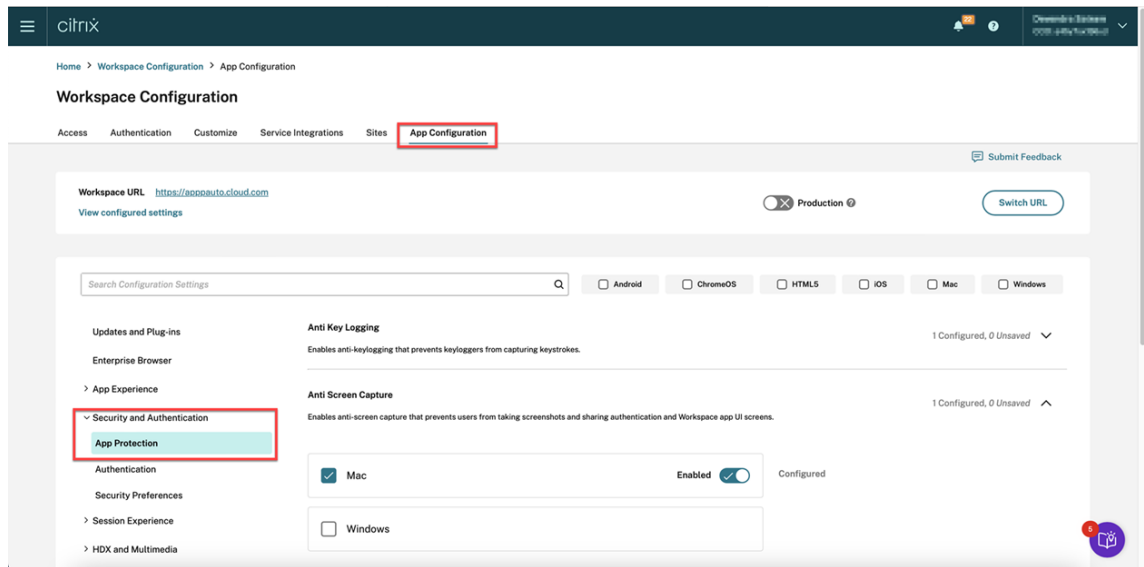 citrix
22
Home > Workspace Configuration > App Configuration
Workspace Configuration
Access Authentication Customize Service Integrations Sites App Configuration
Submit Feedback
Workspace URL https://apppauto.cloud.com
View configured settings
Production
Switch URL
Search Configuration Settings
Android ChromeOS HTML5 iOS Mac Windows
Updates and Plug-ins
Enterprise Browser
App Experience
Security and Authentication
App Protection
Authentication
Security Preferences
Session Experience
HDX and Multimedia
Anti Key Logging
1 Configured, 0 Unsaved
Enables anti-keylogging that prevents keyloggers from capturing keystrokes.
Anti Screen Capture
1 Configured, 0 Unsaved
Enables anti-screen capture that prevents users from taking screenshots and sharing authentication and Workspace app UI screens.
Mac Enabled Configured
Windows
5